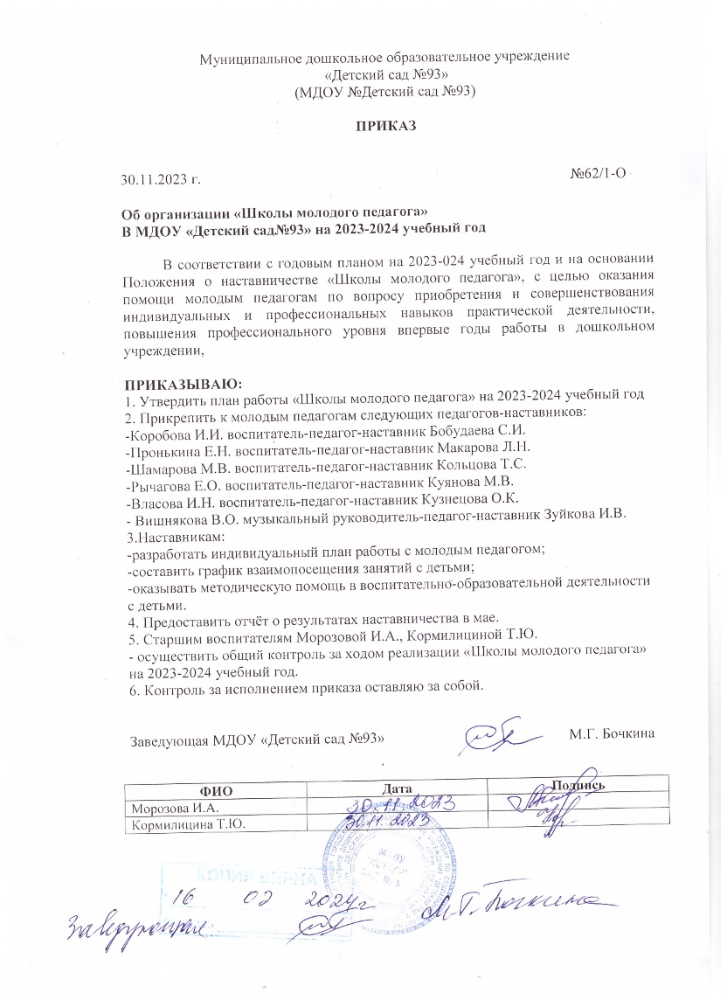 Муниципальное дошкольное образовательное учреждение
«Детский сад №93»
(МДОУ №Детский сад №93)
ПРИКАЗ
30.11.2023 г. №62/1-О
Об организации «Школы молодого педагога»
В МДОУ «Детский сад№93» на 2023-2024 учебный год
В соответствии с годовым планом на 2023-024 учебный год и на основании
Положения о наставничестве «Школы молодого педагога», с целью оказания
помощи молодым педагогам по вопросу приобретения и совершенствования
индивидуальных и профессиональных навыков практической деятельности,
повышения профессионального уровня впервые годы работы в дошкольном
учреждении,
ПРИКАЗЫВАЮ:
1. Утвердить план работы «Школы молодого педагога» на 2023-2024 учебный год
2. Прикрепить к молодым педагогам следующих педагогов-наставников:
-Коробова И.И. воспитатель-педагог-наставник Бобудаева С.И.
-Пронькина Е.Н. воспитатель-педагог-наставник Макарова Л.Н.
-Шамарова М.В. воспитатель-педагог-наставник Кольцова Т.С.
-Рычагова Е.О. воспитатель-педагог-наставник Куянова М.В.
-Власова И.Н. воспитатель-педагог-наставник Кузнецова О.К.
- Вишнякова В.О. музыкальный руководитель-педагог-наставник Зуйкова И.В.
3.Наставникам:
-разработать индивидуальный план работы с молодым педагогом;
-составить график взаимопосещения занятий с детьми;
-оказывать методическую помощь в воспитательно-образовательной деятельности
с детьми.
4. Предоставить отчёт о результатах наставничества в мае.
5. Старшим воспитателям Морозовой И.А., Кормилициной Т.Ю.
- осуществить общий контроль за ходом реализации «Школы молодого педагога»
на 2023-2024 учебный год.
6. Контроль за исполнением приказа оставляю за собой.
Заведующая МДОУ «Детский сад №93» М.Г. Бочкина
ФИО Дата Подпись
Морозова И.А. 30.11.2023
Кормилицина Т.Ю. 30.11.2023
КОПИЯ ВЕРНА
16 02 2024г
Заведующая М.Г. Бочкина